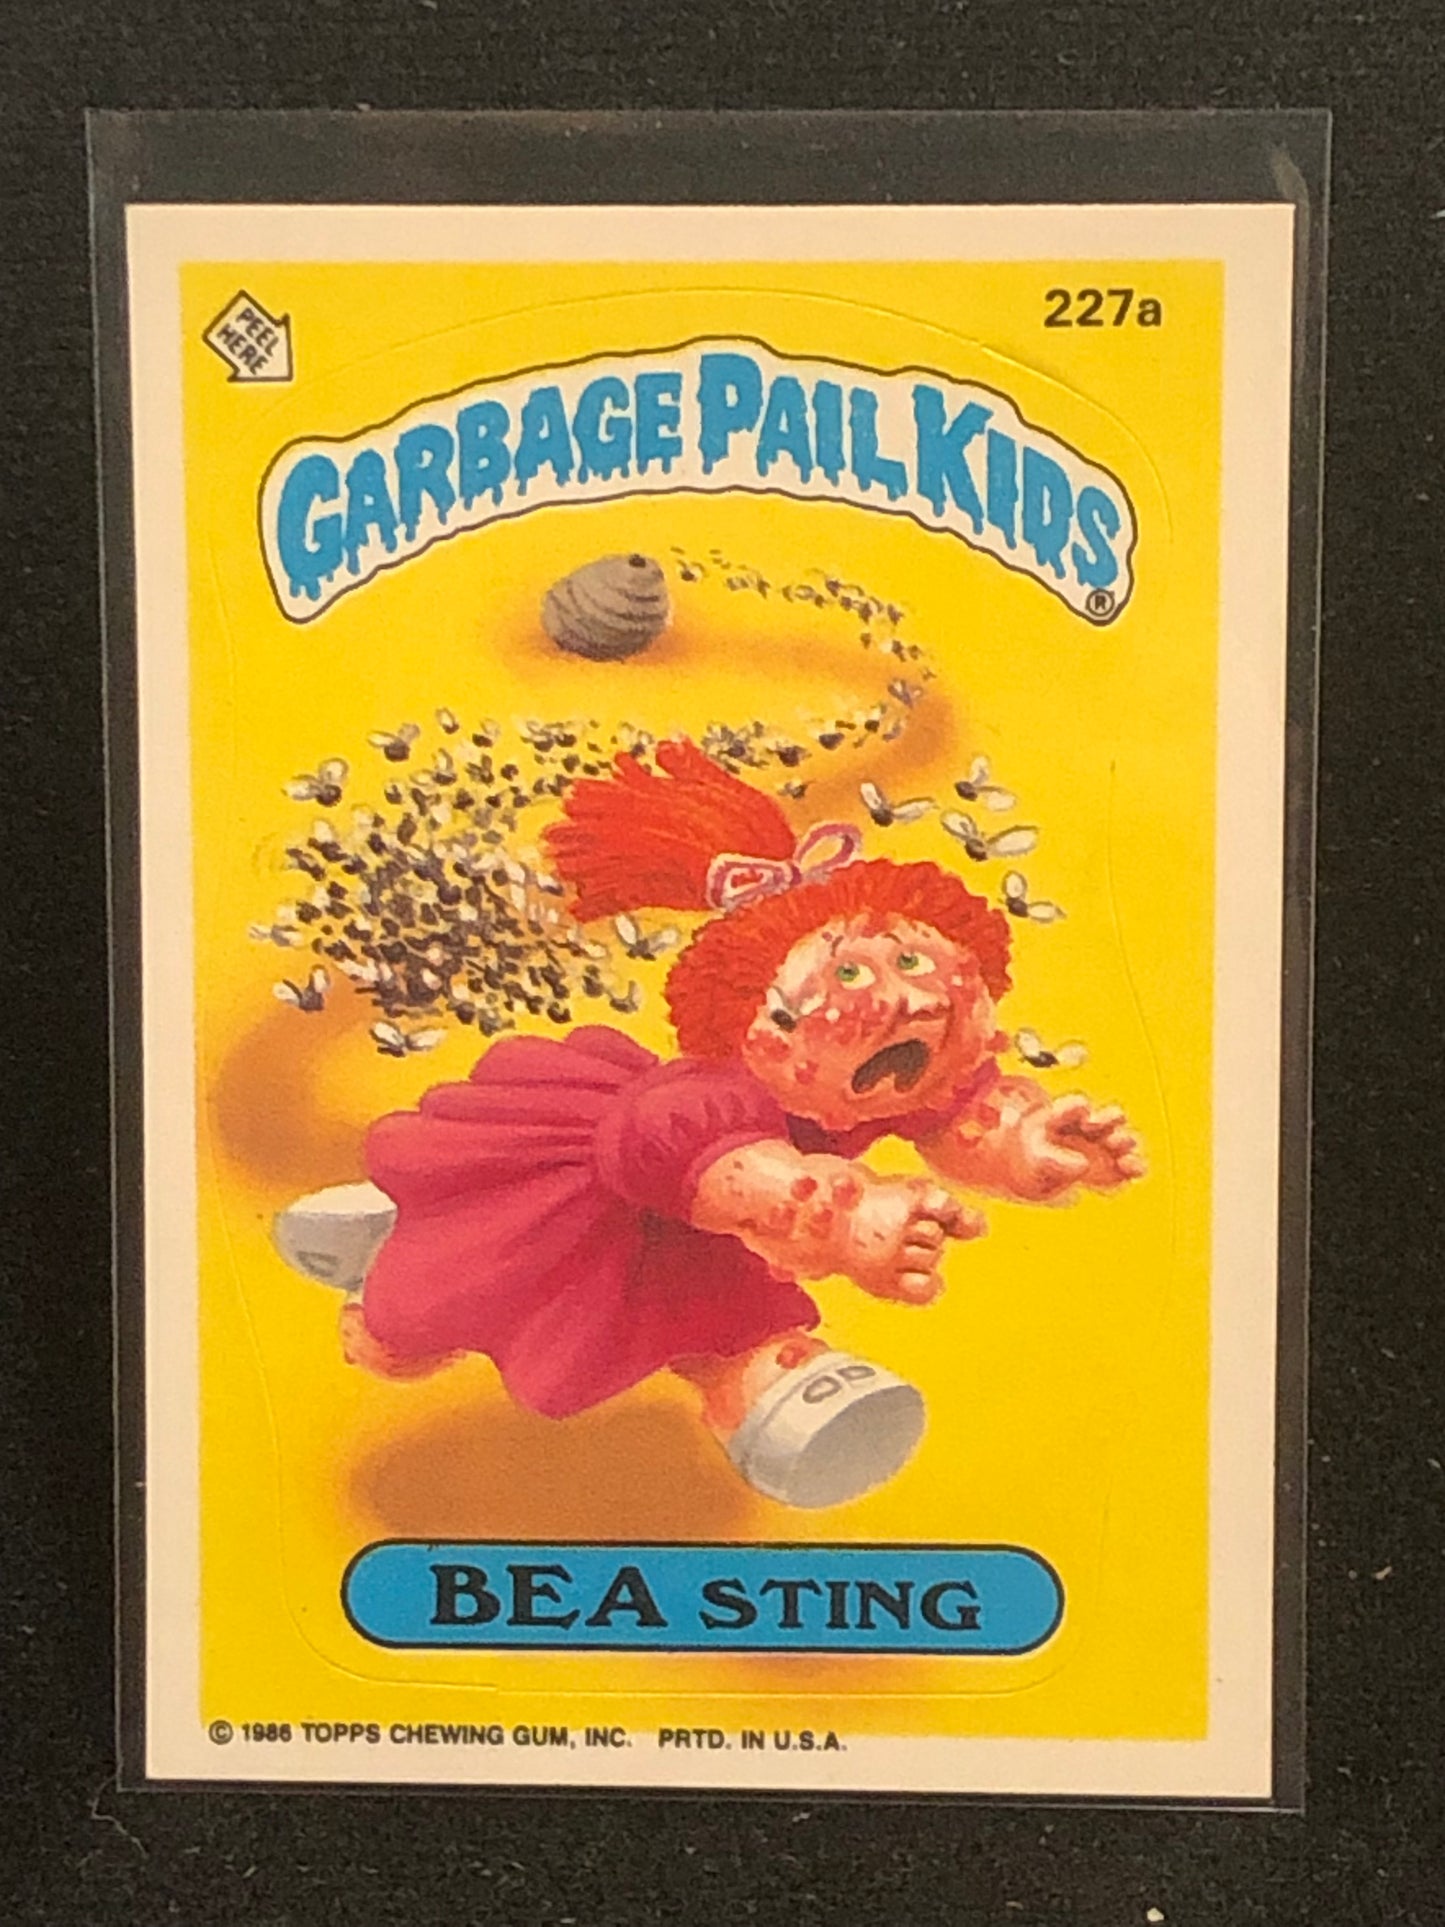 227a
PEEL
HERE
GARBAGE PAIL KIDS
®
BEA STING
© 1986 TOPPS CHEWING GUM, INC. PRTD. IN U.S.A.